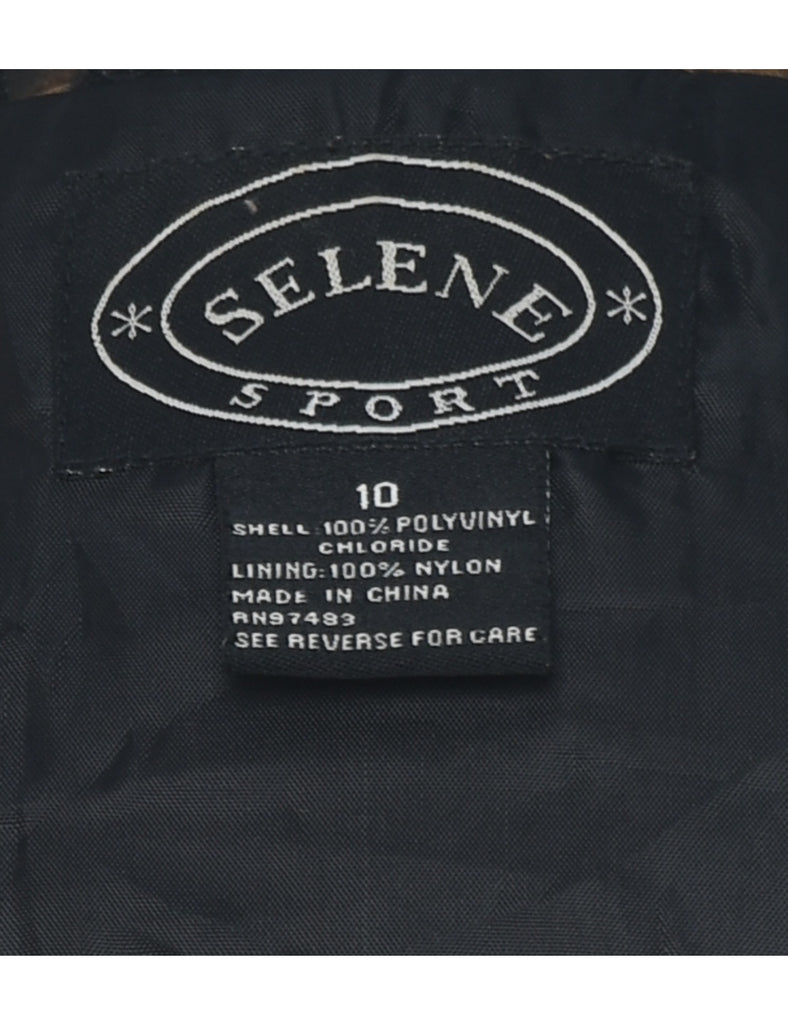 SELENE
SPORT
10
SHELL:100% POLYVINYL
CHLORIDE
LINING:100% NYLON
MADE IN CHINA
RN97483
SEE REVERSE FOR CARE